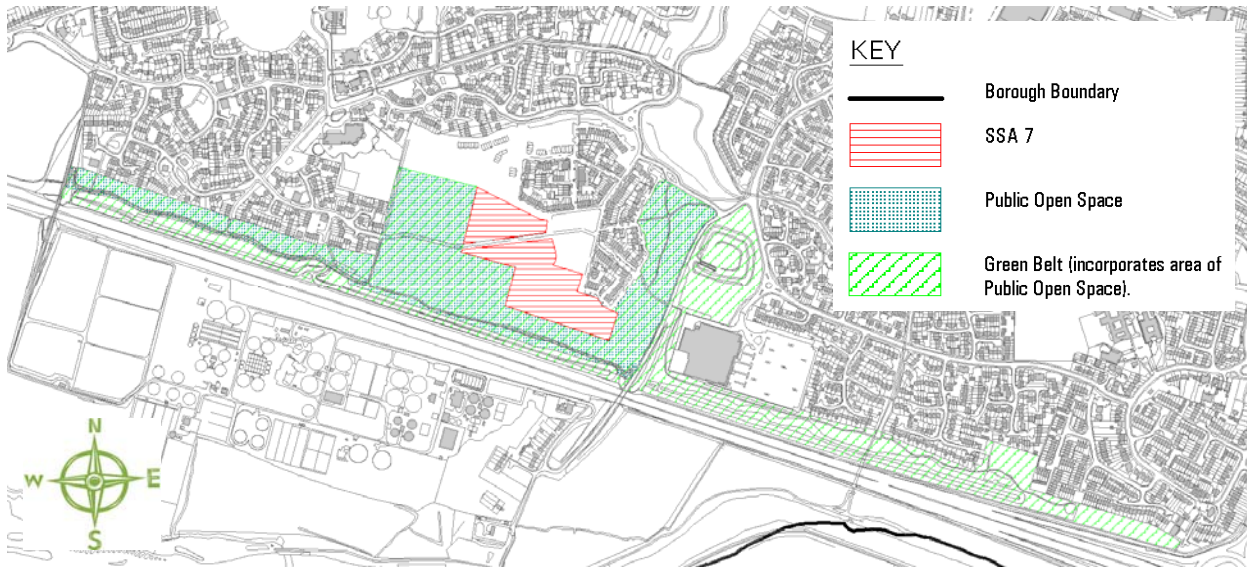 KEY
Borough Boundary
SSA 7
Public Open Space
Green Belt (incorporates area of
Public Open Space).
N
W E
S